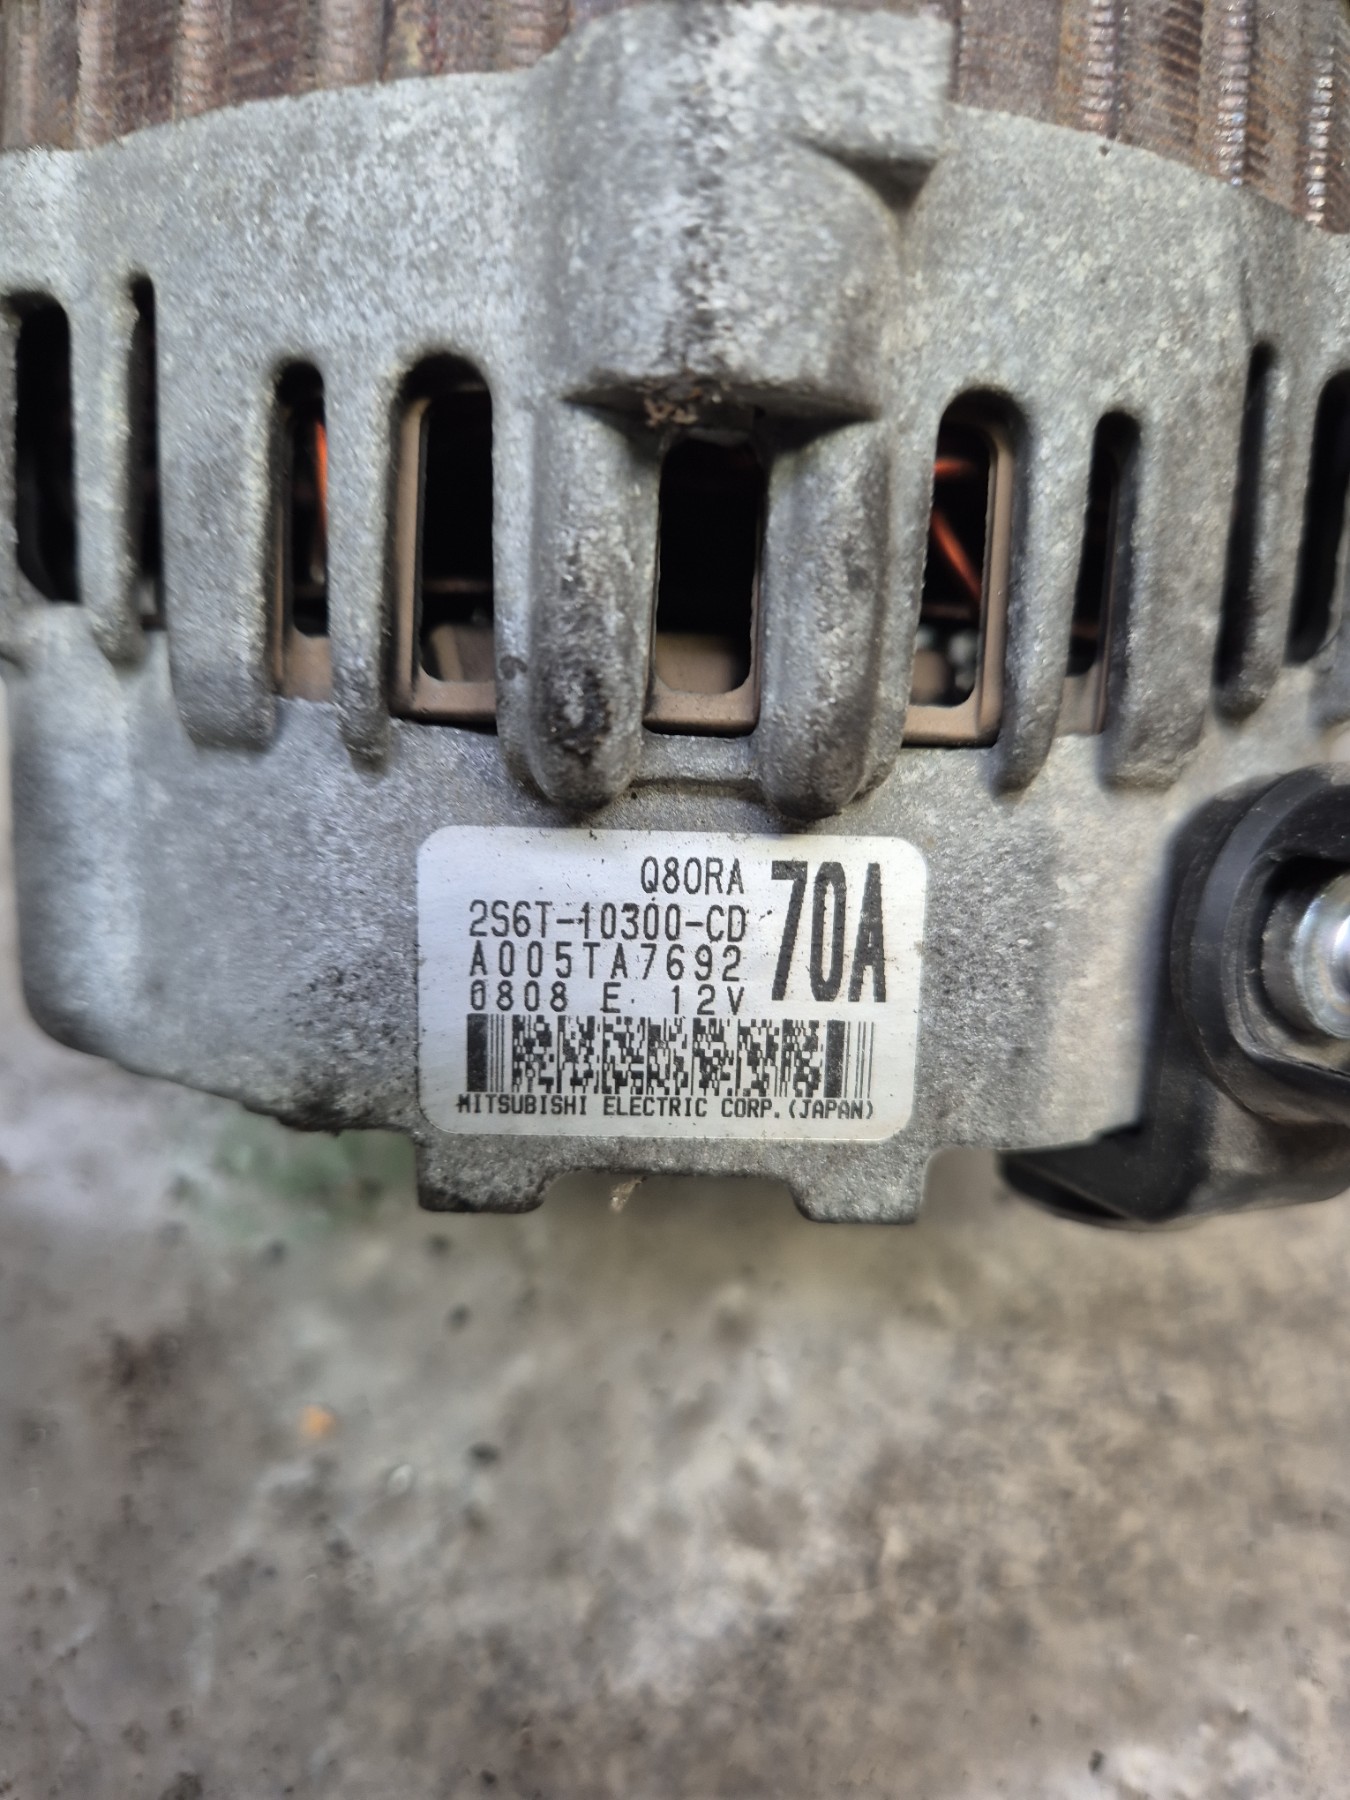 Q80RA
70A
2S6T-10300-CD
A005TA7692
0808 E 12V
MITSUBISHI ELECTRIC CORP.(JAPAN)